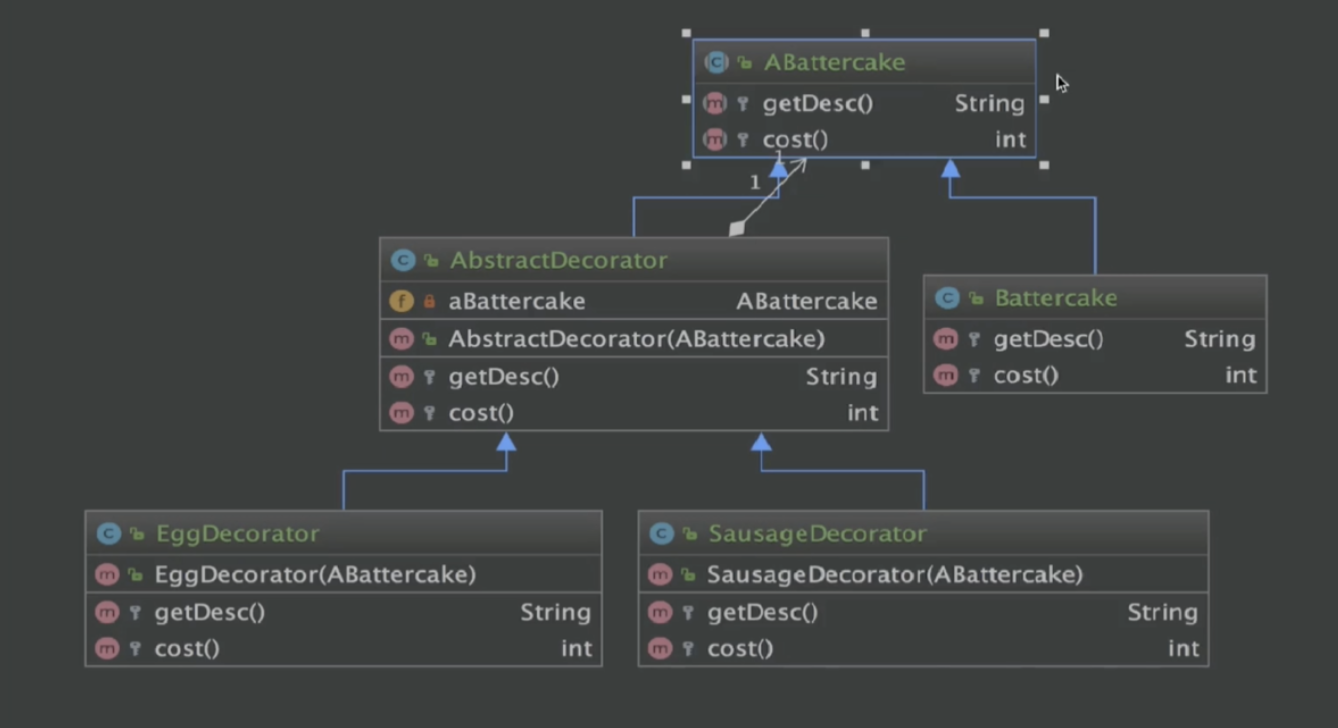 ABattercake
getDesc() String
cost() int
1
1
AbstractDecorator
aBattercake ABattercake
AbstractDecorator(ABattercake)
getDesc() String
cost() int
Battercake
getDesc() String
cost() int
EggDecorator
EggDecorator(ABattercake)
getDesc() String
cost() int
SausageDecorator
SausageDecorator(ABattercake)
getDesc() String
cost() int